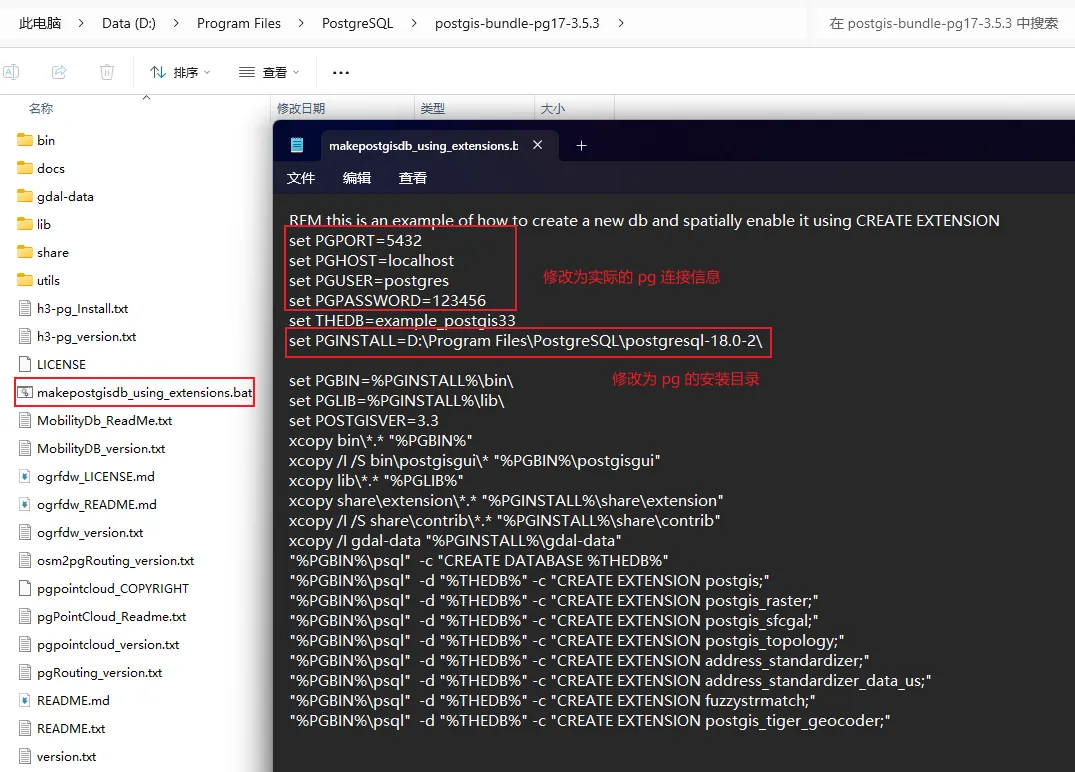 此电脑 > Data (D:) > Program Files > PostgreSQL > postgis-bundle-pg17-3.5.3 >
在 postgis-bundle-pg17-3.5.3 中搜索
排序 查看 ...
名称 修改日期 类型 大小
bin
docs
gdal-data
lib
share
utils
h3-pg_Install.txt
h3-pg_version.txt
LICENSE
makepostgisdb_using_extensions.bat
MobilityDb_ReadMe.txt
MobilityDB_version.txt
ogrfdw_LICENSE.md
ogrfdw_README.md
ogrfdw_version.txt
osm2pgRouting_version.txt
pgpointcloud_COPYRIGHT
pgPointCloud_Readme.txt
pgpointcloud_version.txt
pgRouting_version.txt
README.md
README.txt
version.txt
makepostgisdb_using_extensions.b
文件 编辑 查看
REM this is an example of how to create a new db and spatially enable it using CREATE EXTENSION
set PGPORT=5432
set PGHOST=localhost
修改为实际的 pg 连接信息
set PGUSER=postgres
set PGPASSWORD=123456
set THEDB=example_postgis33
set PGINSTALL=D:\Program Files\PostgreSQL\postgresql-18.0-2\
修改为 pg 的安装目录
set PGBIN=%PGINSTALL%\bin\
set PGLIB=%PGINSTALL%\lib\
set POSTGISVER=3.3
xcopy bin\*.* "%PGBIN%"
xcopy /I /S bin\postgisgui\* "%PGBIN%\postgisgui"
xcopy lib\*.* "%PGLIB%"
xcopy share\extension\*.* "%PGINSTALL%\share\extension"
xcopy /I /S share\contrib\*.* "%PGINSTALL%\share\contrib"
xcopy /I gdal-data "%PGINSTALL%\gdal-data"
"%PGBIN%\psql"  -c "CREATE DATABASE %THEDB%"
"%PGBIN%\psql"  -d "%THEDB%" -c "CREATE EXTENSION postgis;"
"%PGBIN%\psql"  -d "%THEDB%" -c "CREATE EXTENSION postgis_raster;"
"%PGBIN%\psql"  -d "%THEDB%" -c "CREATE EXTENSION postgis_sfcgal;"
"%PGBIN%\psql"  -d "%THEDB%" -c "CREATE EXTENSION postgis_topology;"
"%PGBIN%\psql"  -d "%THEDB%" -c "CREATE EXTENSION address_standardizer;"
"%PGBIN%\psql"  -d "%THEDB%" -c "CREATE EXTENSION address_standardizer_data_us;"
"%PGBIN%\psql"  -d "%THEDB%" -c "CREATE EXTENSION fuzzystrmatch;"
"%PGBIN%\psql"  -d "%THEDB%" -c "CREATE EXTENSION postgis_tiger_geocoder;"